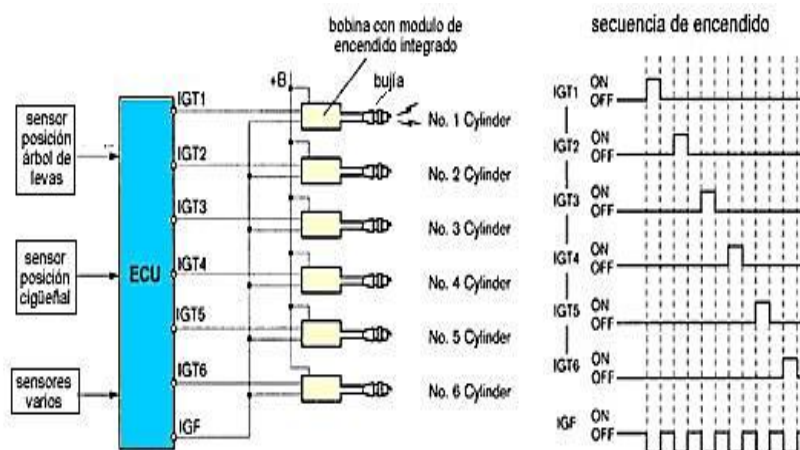 bobina con modulo de
encendido integrado
secuencia de encendido
+B
bujía
sensor
posición
árbol de
levas
sensor
posición
cigüeñal
sensores
varios
ECU
IGT1
IGT2
IGT3
IGT4
IGT5
IGT6
IGF
No. 1 Cylinder
No. 2 Cylinder
No. 3 Cylinder
No. 4 Cylinder
No. 5 Cylinder
No. 6 Cylinder
IGT1 ON
OFF
IGT2 ON
OFF
IGT3 ON
OFF
IGT4 ON
OFF
IGT5 ON
OFF
IGT6 ON
OFF
IGF ON
OFF